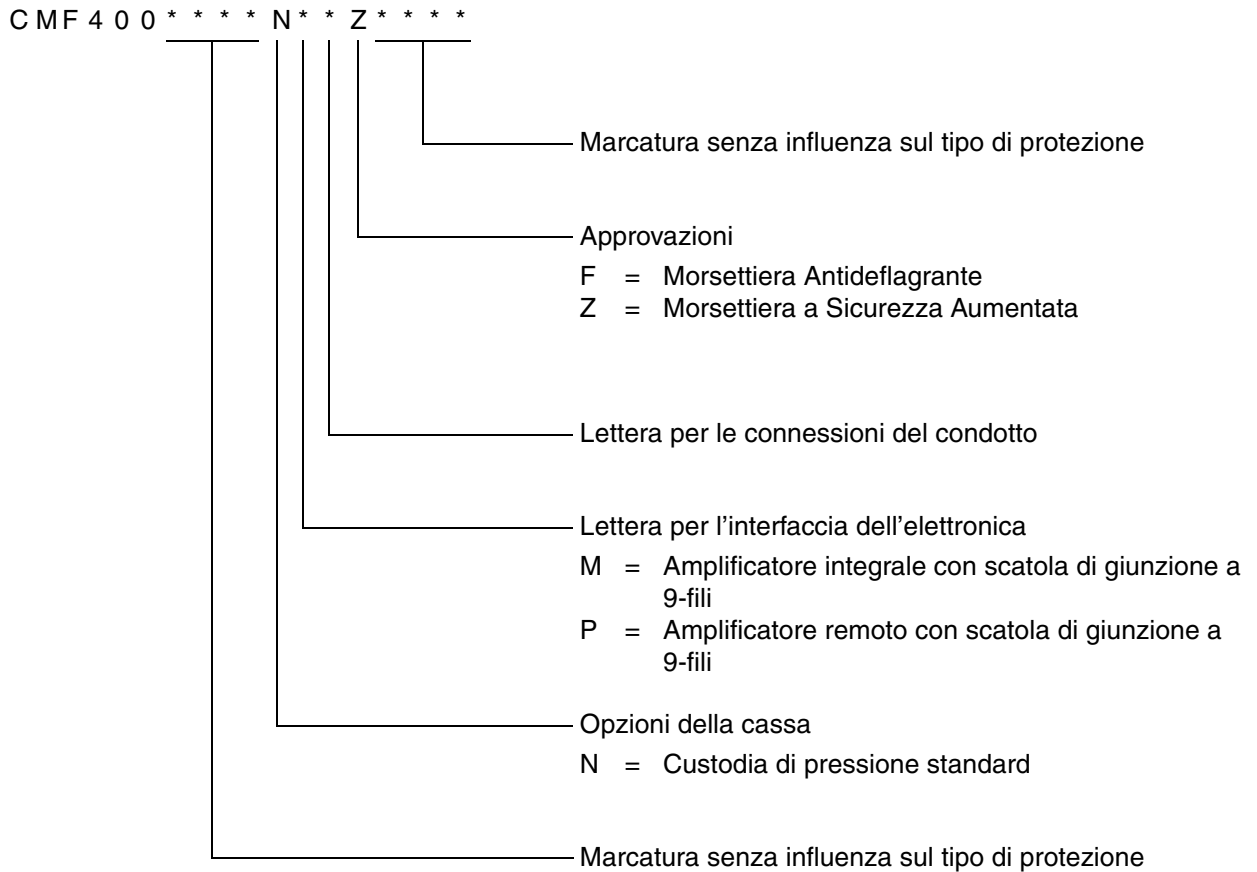 C M F 4 0 0 * * * * N * * Z * * * *
Marcatura senza influenza sul tipo di protezione
Approvazioni
F = Morsettiera Antideflagrante
Z = Morsettiera a Sicurezza Aumentata
Lettera per le connessioni del condotto
Lettera per l'interfaccia dell'elettronica
M = Amplificatore integrale con scatola di giunzione a
9-fili
P = Amplificatore remoto con scatola di giunzione a
9-fili
Opzioni della cassa
N = Custodia di pressione standard
Marcatura senza influenza sul tipo di protezione